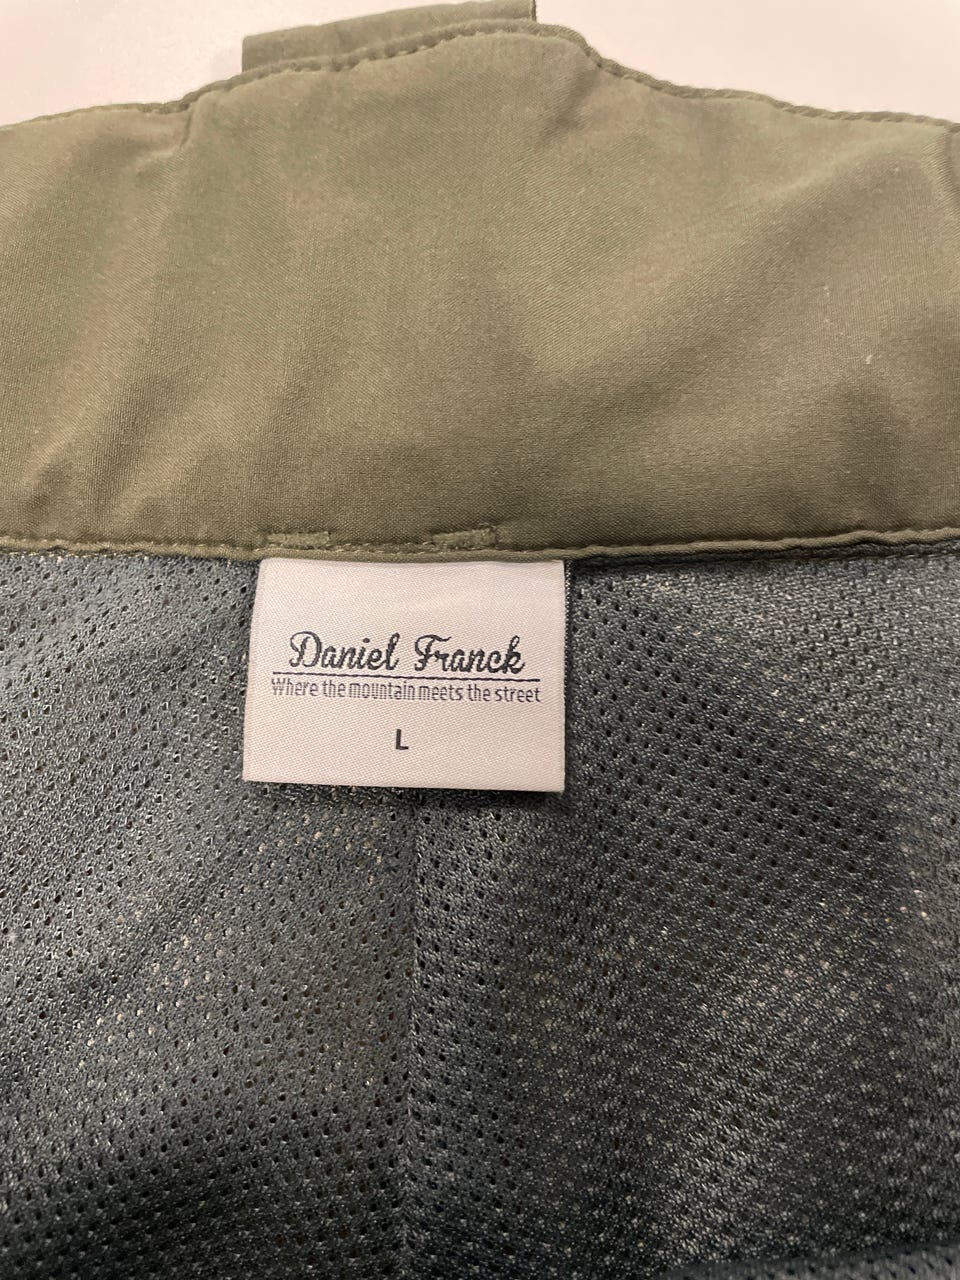 Daniel Franck
Where the mountain meets the street
L